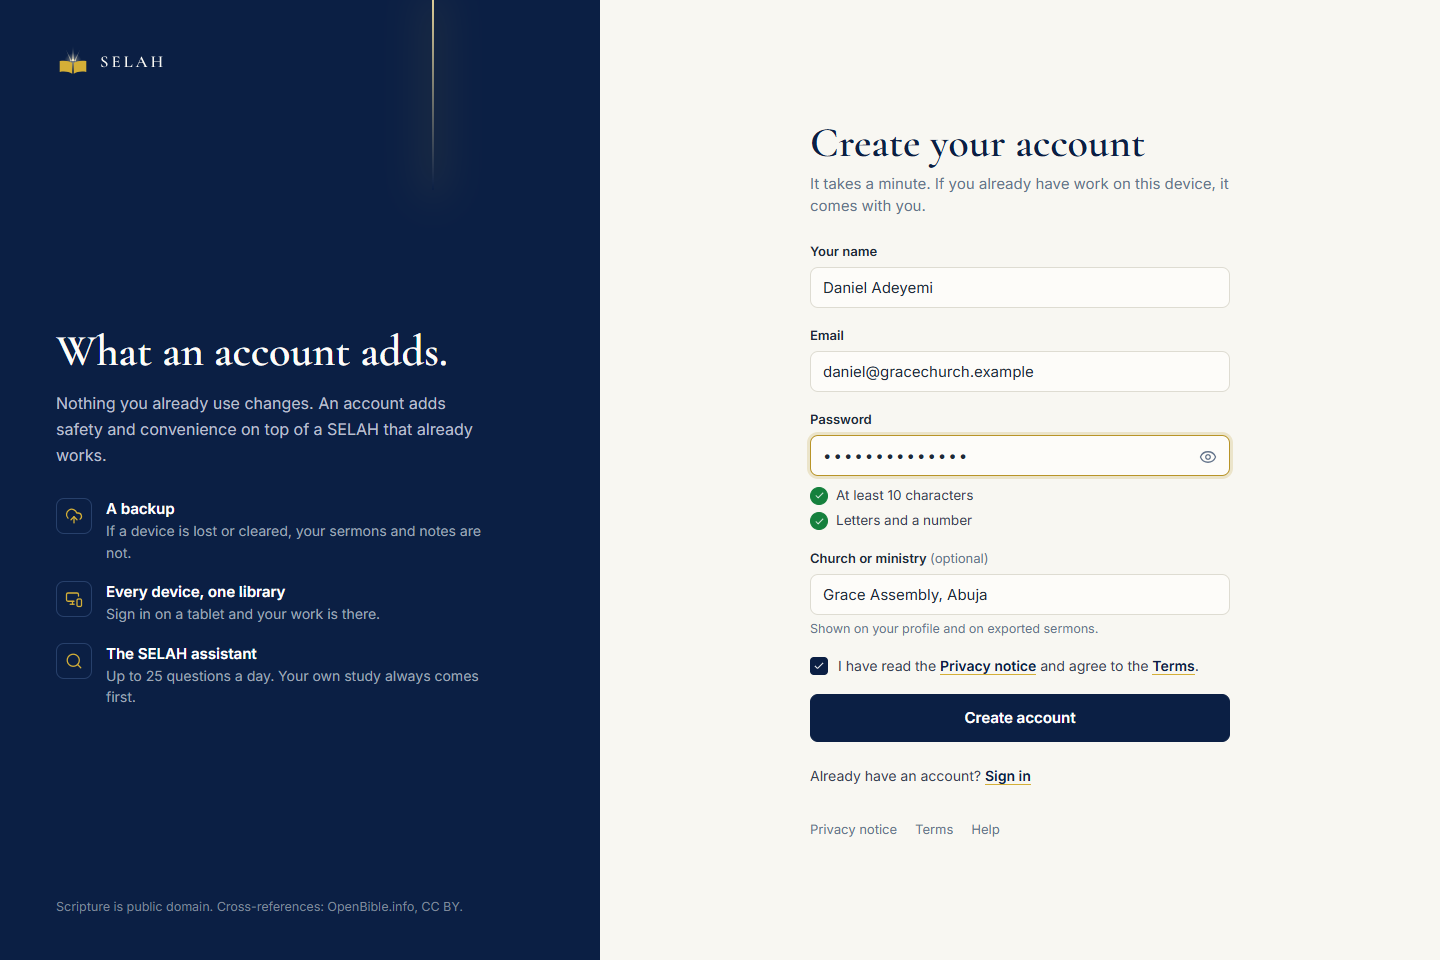 SELAH
What an account adds.
Nothing you already use changes. An account adds
safety and convenience on top of a SELAH that already
works.
A backup
If a device is lost or cleared, your sermons and notes are
not.
Every device, one library
Sign in on a tablet and your work is there.
The SELAH assistant
Up to 25 questions a day. Your own study always comes
first.
Scripture is public domain. Cross-references: OpenBible.info, CC BY.
Create your account
It takes a minute. If you already have work on this device, it
comes with you.
Your name
Daniel Adeyemi
Email
daniel@gracechurch.example
Password
••••••••••••••
At least 10 characters
Letters and a number
Church or ministry (optional)
Grace Assembly, Abuja
Shown on your profile and on exported sermons.
I have read the Privacy notice and agree to the Terms.
Create account
Already have an account? Sign in
Privacy notice Terms Help